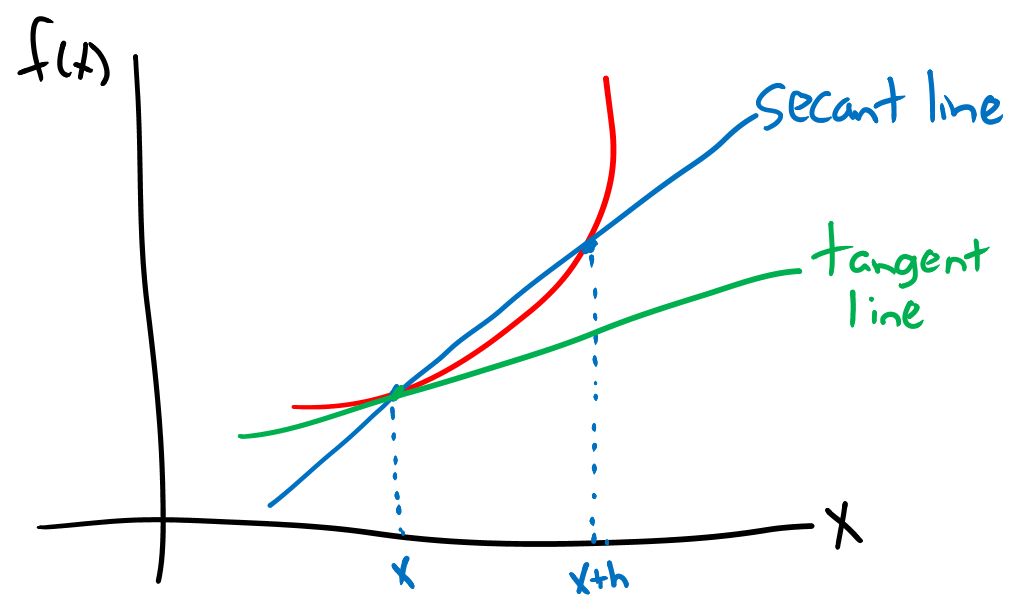 f(t)
secant line
tangent
line
X
x
x+h